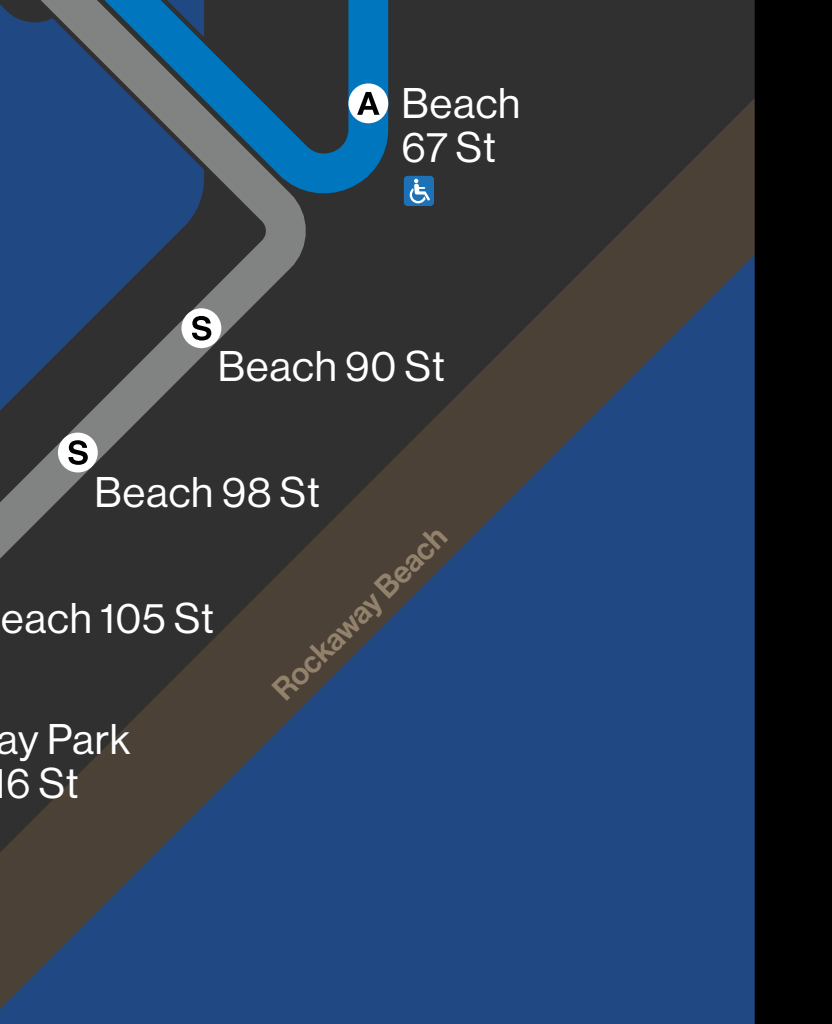 A
Beach
67 St
S
Beach 90 St
S
Beach 98 St
each 105 St
Rockaway Beach
ay Park
16 St